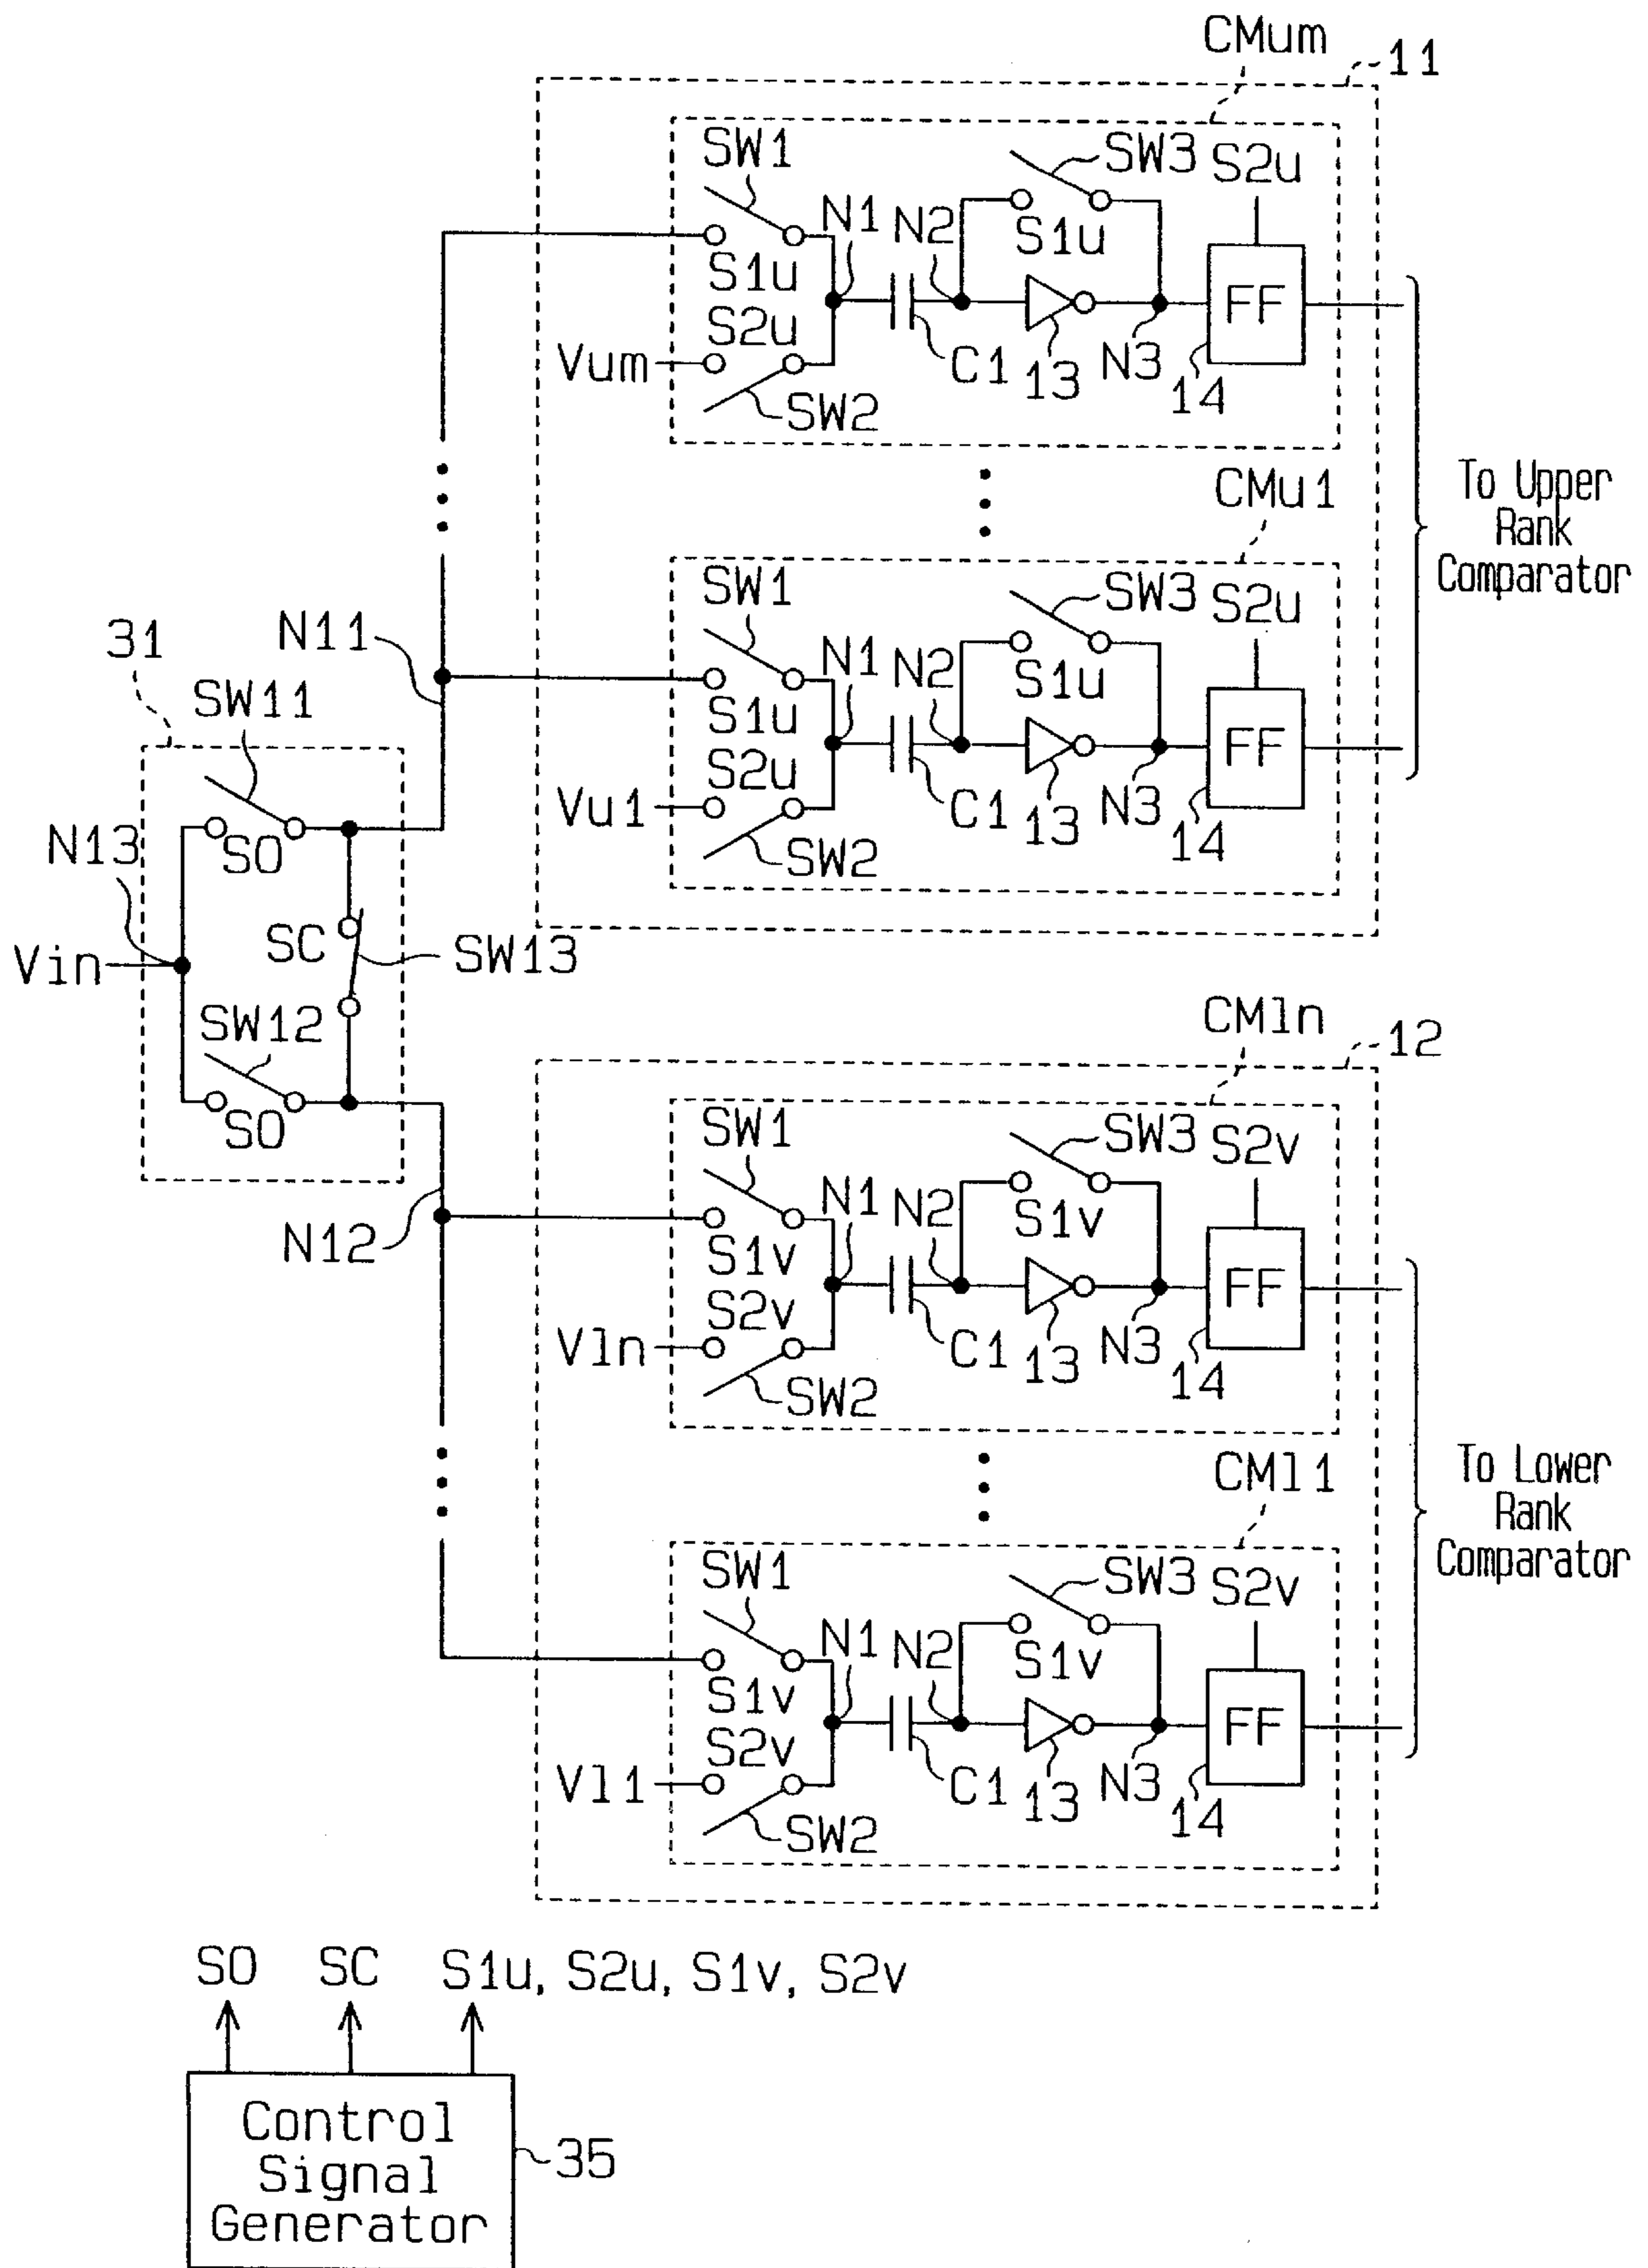 CMum
11
SW1
SW3
S2u
N1
N2
S1u
S1u
S2u
FF
Vum
C1
13
N3
14
SW2
CMu1
To Upper
Rank
Comparator
SW1
SW3
S2u
N11
31
N1
N2
S1u
SW11
S1u
S2u
FF
Vu1
C1
13
N3
14
SW2
N13
S0
SC
SW13
Vin
SW12
S0
N12
CMln
12
SW1
SW3
S2v
N1
N2
S1v
S1v
S2v
FF
Vln
C1
13
N3
14
SW2
CMl1
To Lower
Rank
Comparator
SW1
SW3
S2v
N1
N2
S1v
S1v
S2v
FF
Vl1
C1
13
N3
14
SW2
S0
SC
S1u, S2u, S1v, S2v
Control
Signal
Generator
35